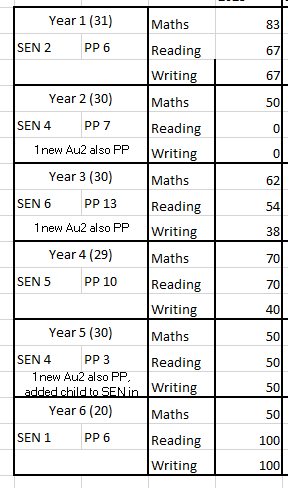 Year 1 (31) Maths 83
SEN 2 PP 6 Reading 67
Writing 67
Year 2 (30) Maths 50
SEN 4 PP 7 Reading 0
1 new Au2 also PP Writing 0
Year 3 (30) Maths 62
SEN 6 PP 13 Reading 54
1 new Au2 also PP Writing 38
Year 4 (29) Maths 70
SEN 5 PP 10 Reading 70
Writing 40
Year 5 (30) Maths 50
SEN 4 PP 3 Reading 50
1 new Au2 also PP, Writing 50
added child to SEN in
Year 6 (20) Maths 50
SEN 1 PP 6 Reading 100
Writing 100